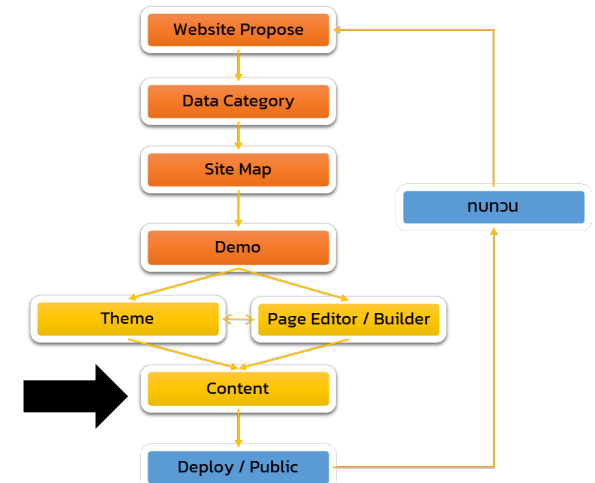 Website Propose
Data Category
Site Map
ทบทวน
Demo
Theme
Page Editor / Builder
Content
Deploy / Public